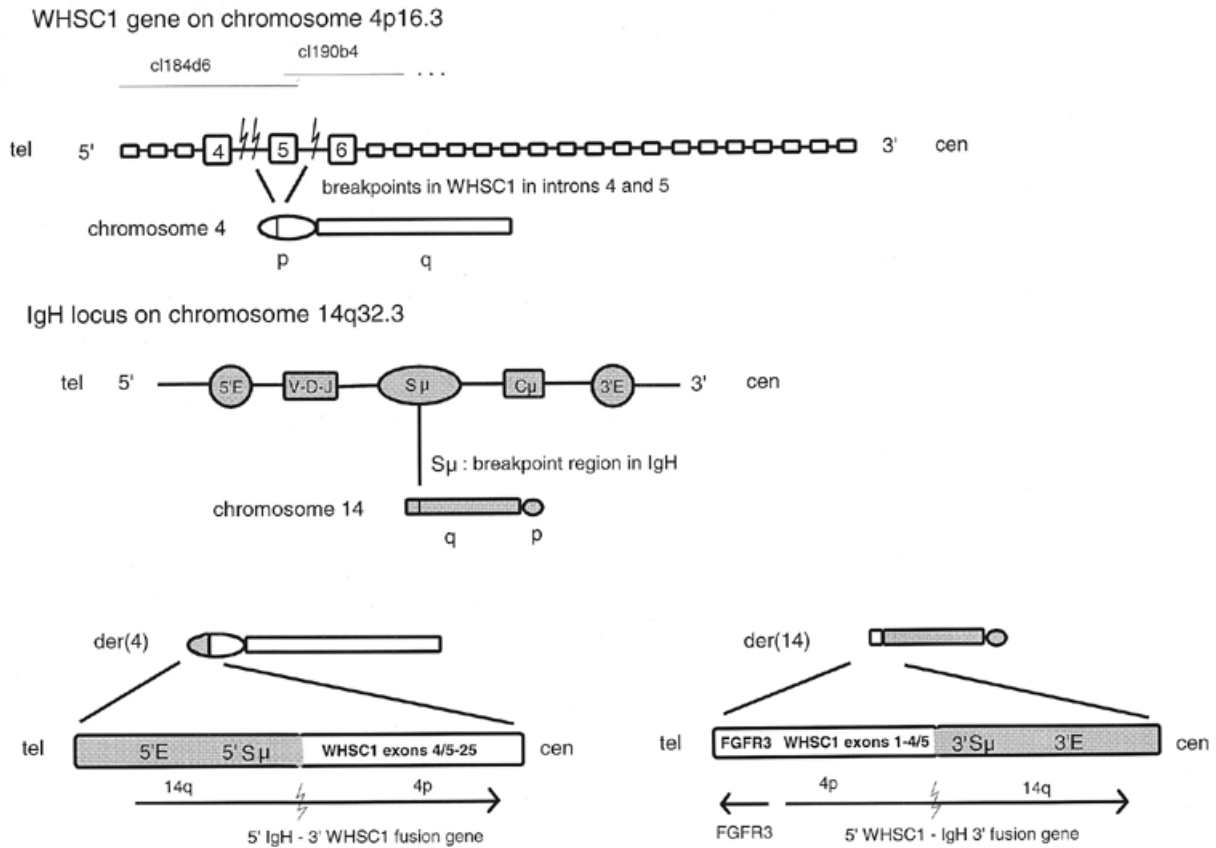 WHSC1 gene on chromosome 4p16.3
cl184d6
cl190b4
...
tel 5' 4 5 6 3' cen
breakpoints in WHSC1 in introns 4 and 5
chromosome 4
p q
IgH locus on chromosome 14q32.3
tel 5' 5'E V-D-J Sμ Cμ 3'E 3' cen
Sμ : breakpoint region in IgH
chromosome 14
q p
der(4)
tel 5'E 5' Sμ WHSC1 exons 4/5-25 cen
14q 4p
5' IgH - 3' WHSC1 fusion gene
der(14)
tel FGFR3 WHSC1 exons 1-4/5 3'Sμ 3'E cen
4p 14q
FGFR3 5' WHSC1 - IgH 3' fusion gene